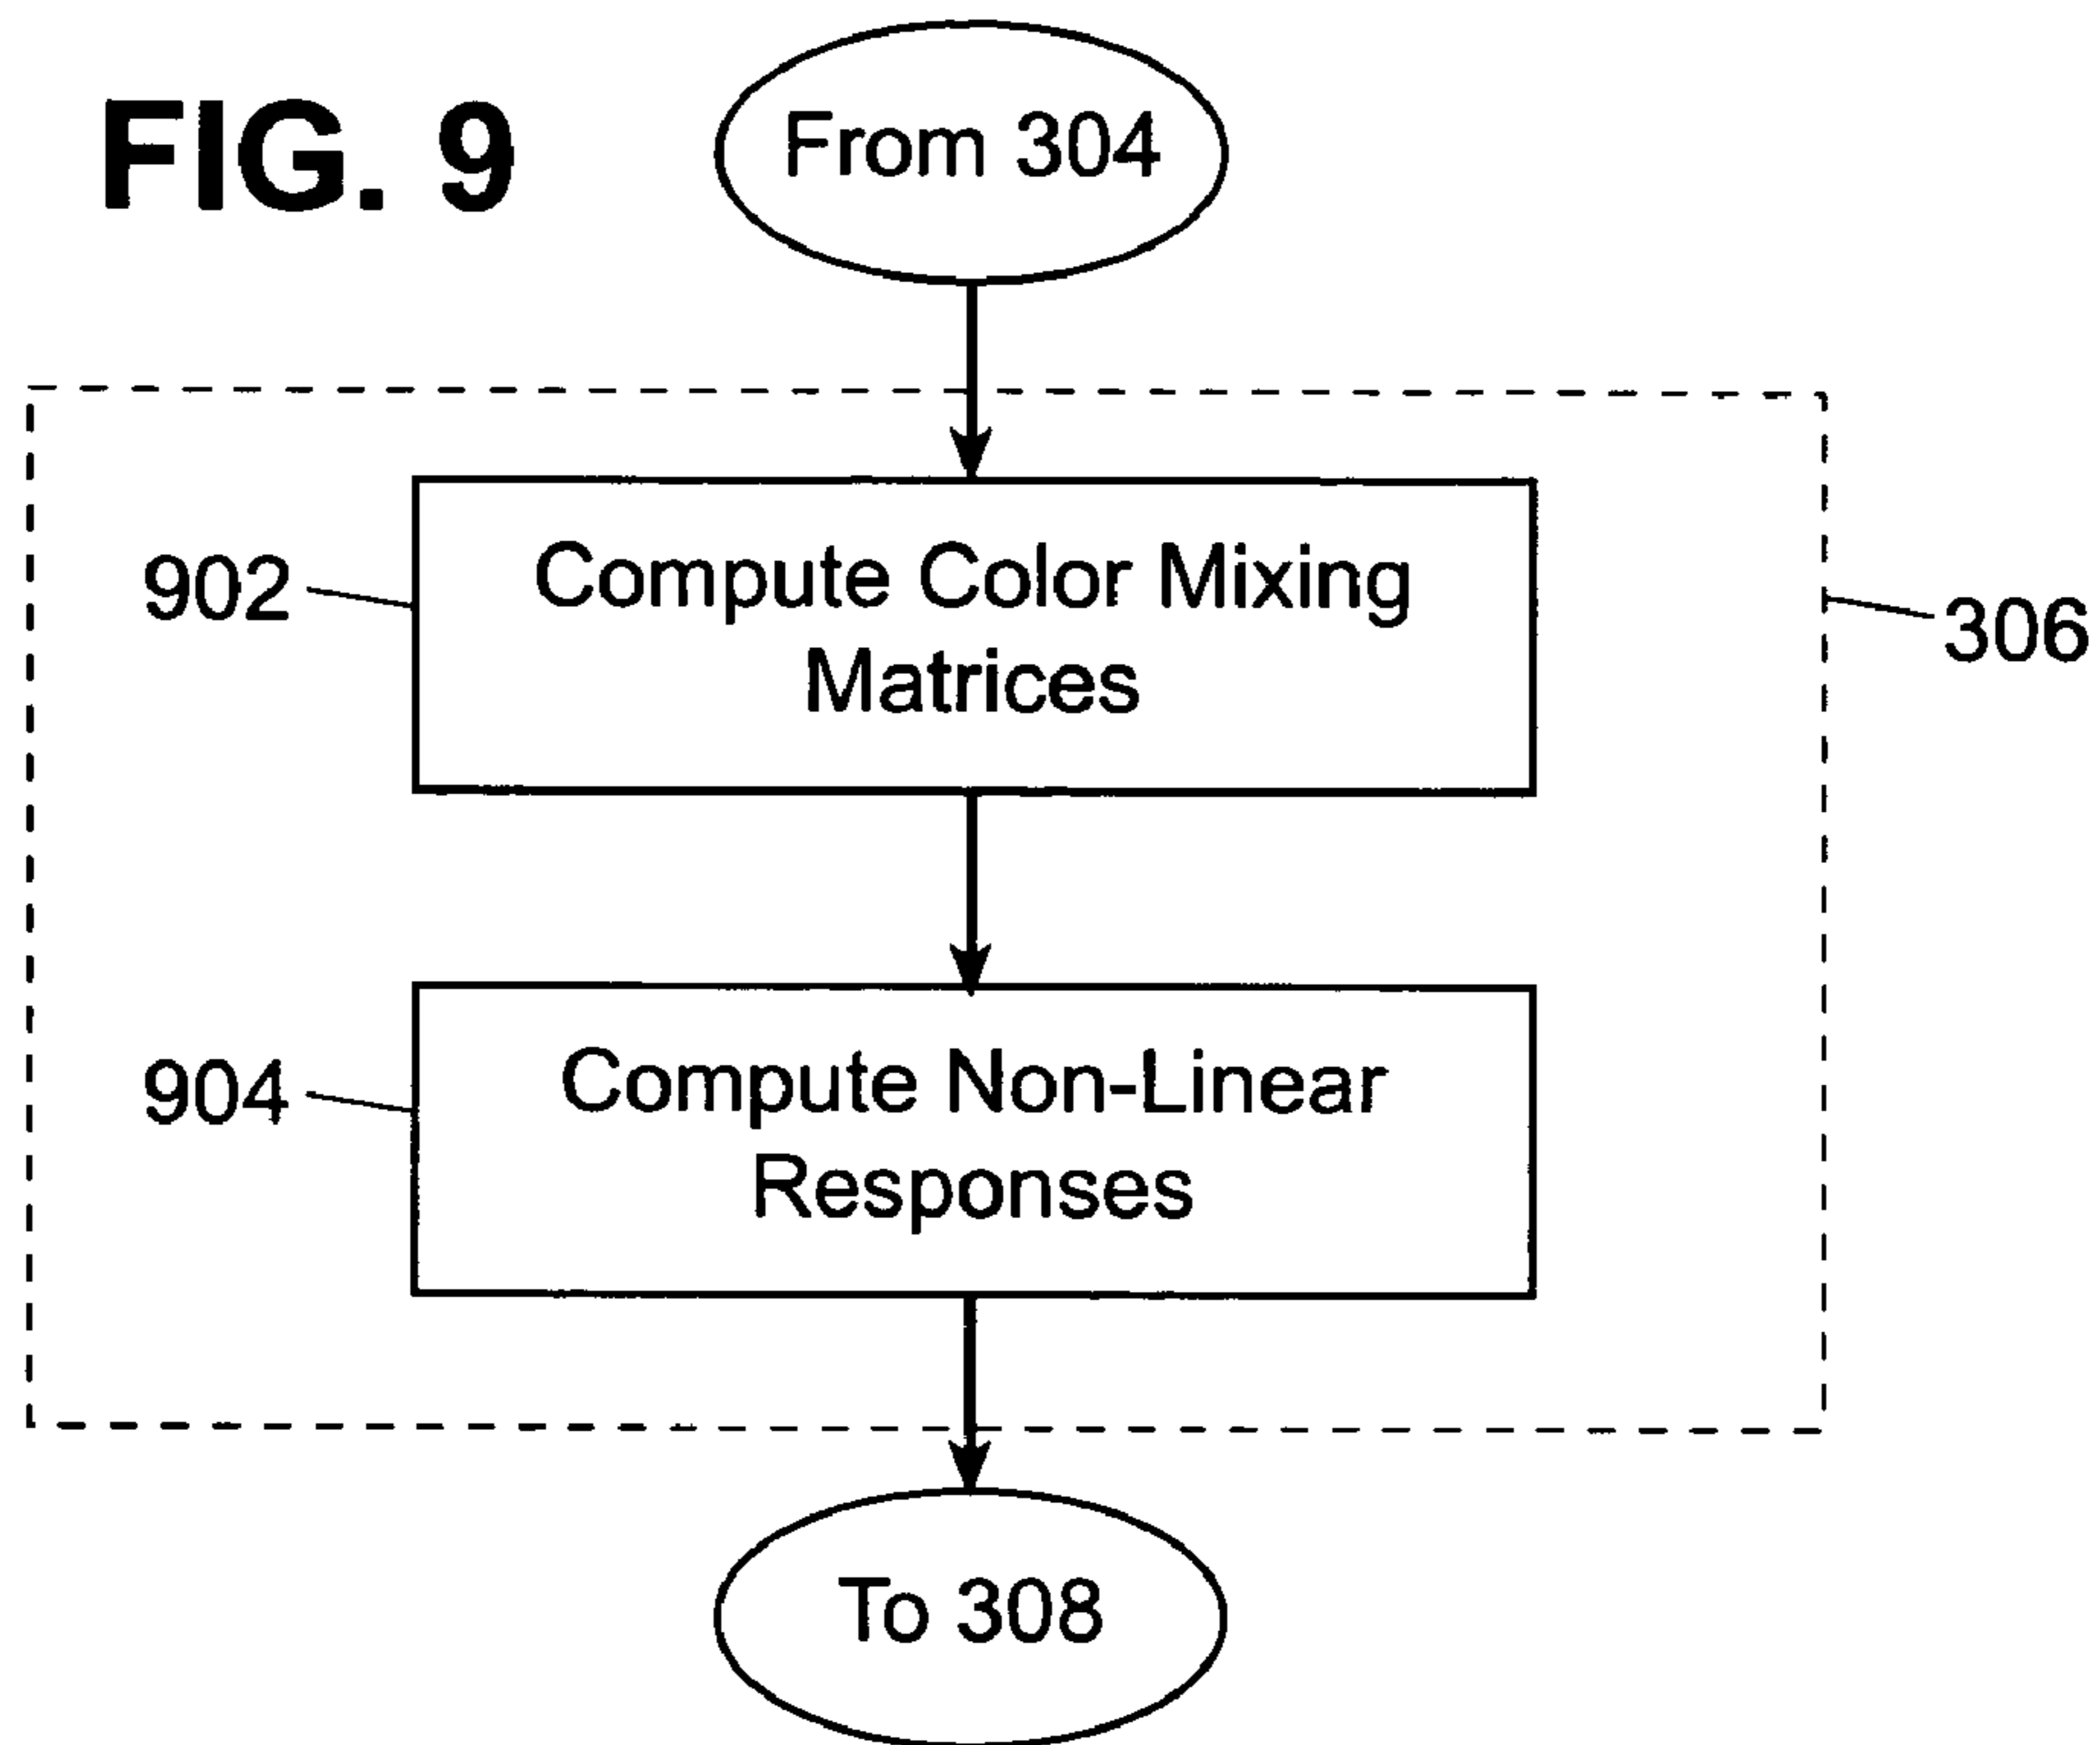 FIG. 9
From 304
902
Compute Color Mixing
Matrices
306
904
Compute Non-Linear
Responses
To 308